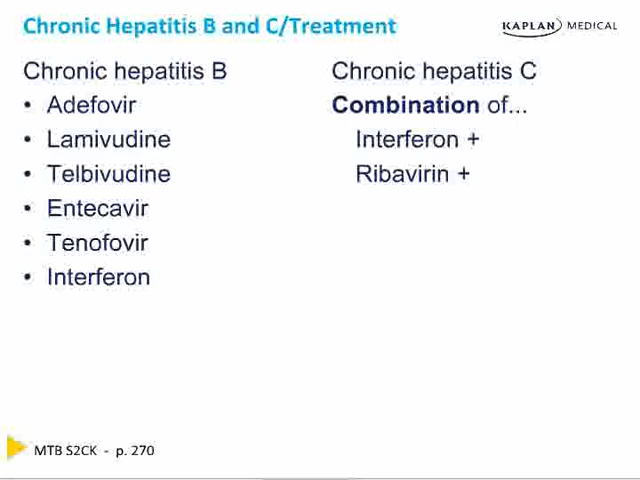 Chronic Hepatitis B and C/Treatment
KAPLAN MEDICAL
Chronic hepatitis B
• Adefovir
• Lamivudine
• Telbivudine
• Entecavir
• Tenofovir
• Interferon
Chronic hepatitis C
Combination of...
Interferon +
Ribavirin +
MTB S2CK - p. 270